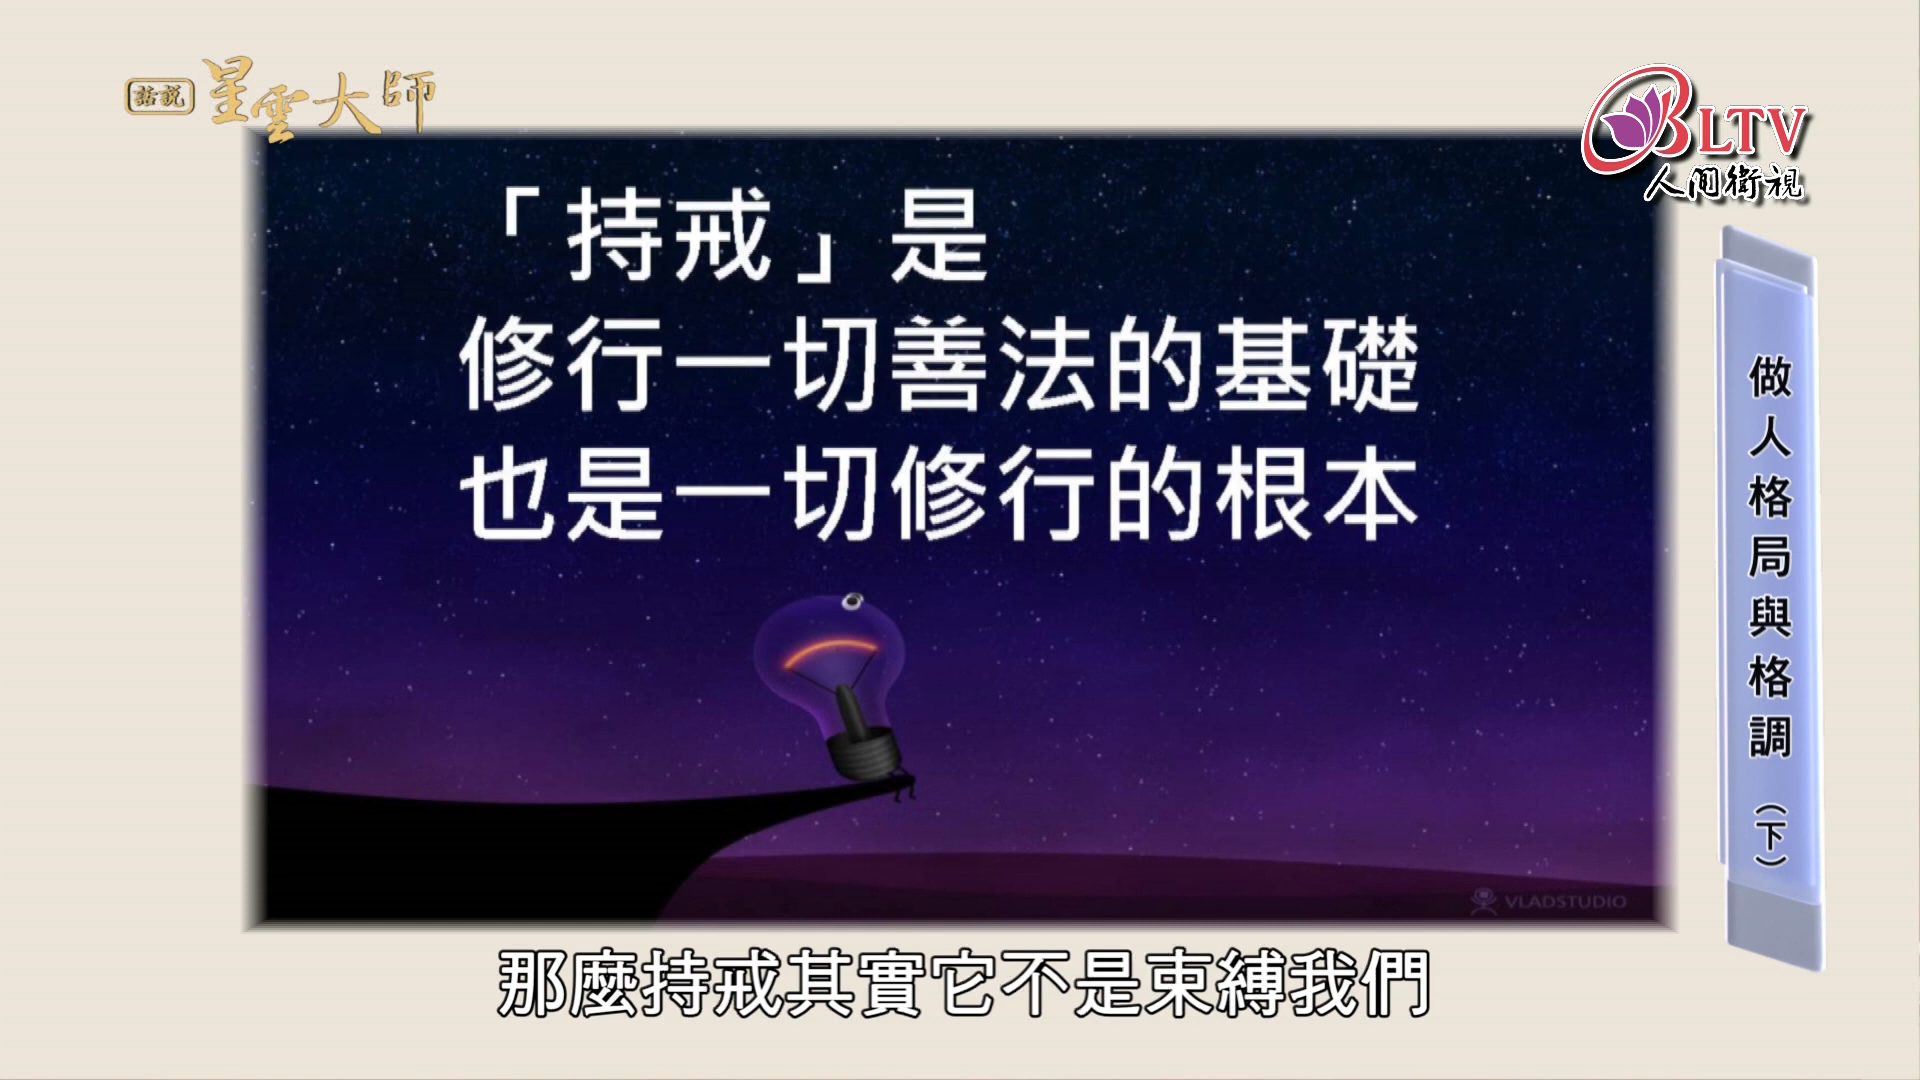 話說 星雲大師
BLTV
人間衛視
「持戒」是
修行一切善法的基礎
也是一切修行的根本
VLADSTUDIO
做人格局與格調（下）
那麼持戒其實它不是束縛我們